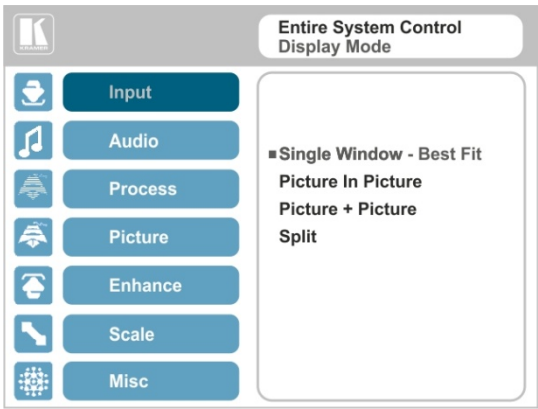 KRAMER
Entire System Control
Display Mode
Input
Audio
Process
Picture
Enhance
Scale
Misc
Single Window - Best Fit
Picture In Picture
Picture + Picture
Split